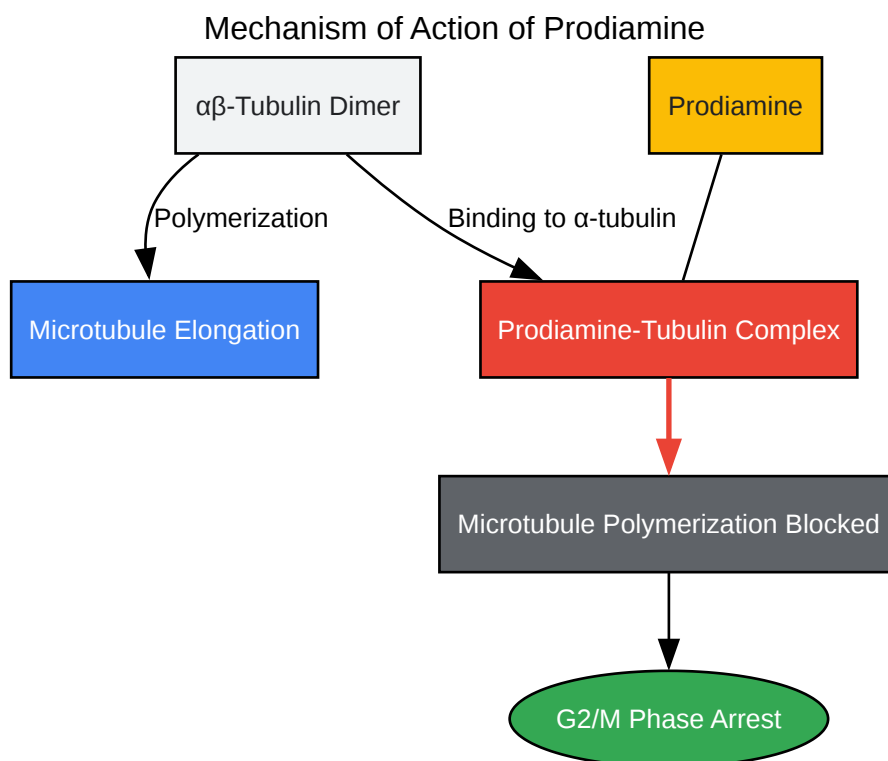 Mechanism of Action of Prodiamine
αβ-Tubulin Dimer
Prodiamine
Polymerization
Binding to α-tubulin
Microtubule Elongation
Prodiamine-Tubulin Complex
Microtubule Polymerization Blocked
G2/M Phase Arrest